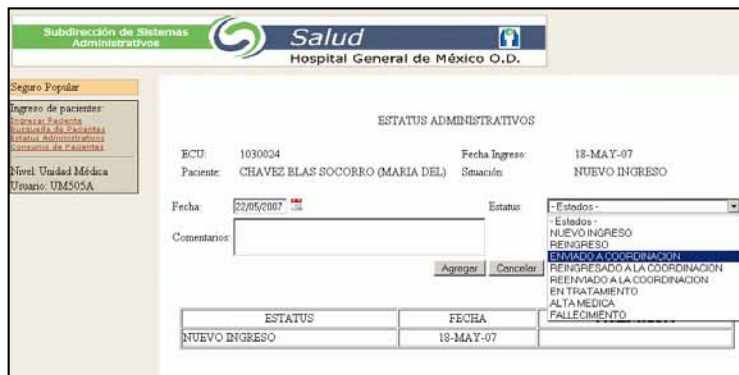 Subdirección de Sistemas
Administrativos
Salud
Hospital General de México O.D.
Seguro Popular
Ingreso de pacientes:
Ingresar Paciente
Busqueda de Pacientes
Estatus Administrativos
Consumo de Pacientes
Nivel: Unidad Médica
Usuario: UM505A
ESTATUS ADMINISTRATIVOS
ECU: 1030024 Fecha Ingreso: 18-MAY-07
Paciente: CHAVEZ BLAS SOCORRO (MARIA DEL) Situación: NUEVO INGRESO
Fecha: 22/05/2007 Estatus: - Estados -
- Estados -
NUEVO INGRESO
REINGRESO
ENVIADO A COORDINACION
REINGRESADO A LA COORDINACION
REENVIADO A LA COORDINACION
EN TRATAMIENTO
ALTA MEDICA
FALLECIMIENTO
Comentarios:
Agregar Cancelar
ESTATUS FECHA
NUEVO INGRESO 18-MAY-07